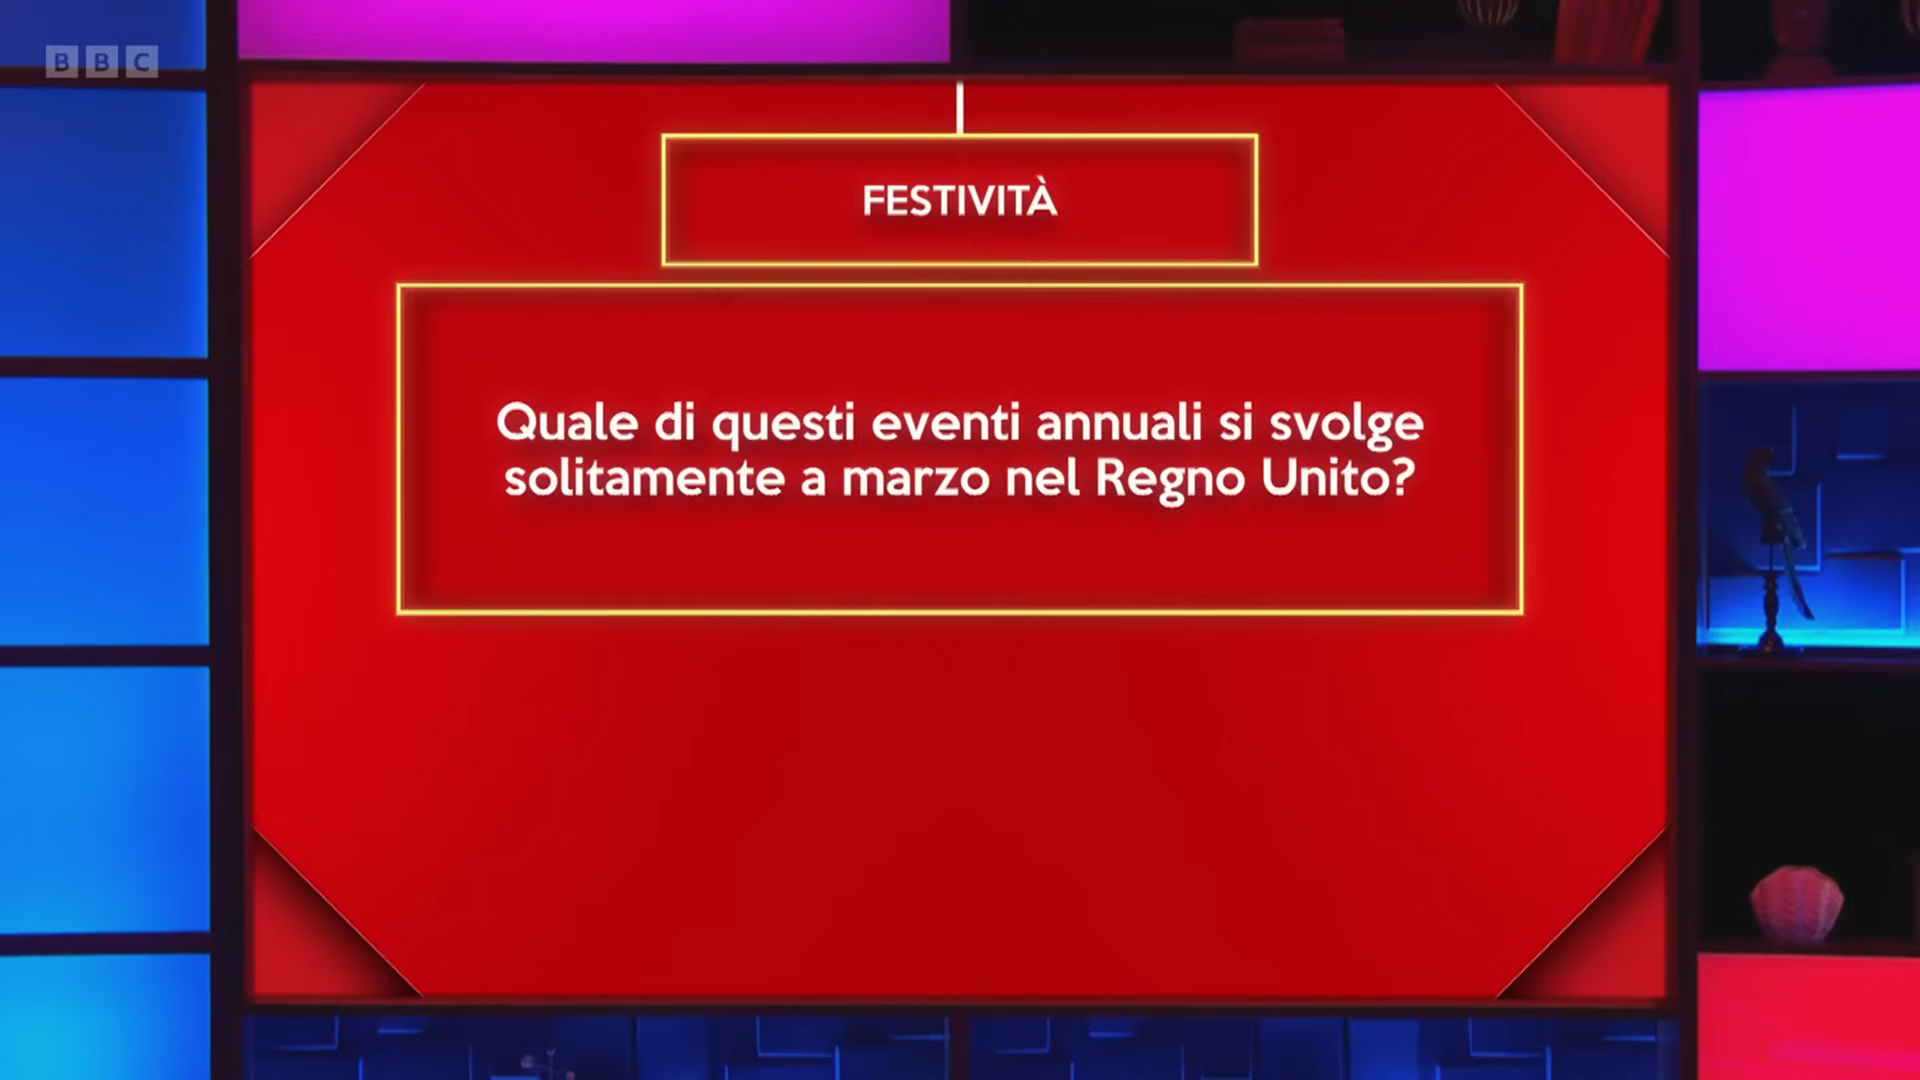 BBC
FESTIVITÀ
Quale di questi eventi annuali si svolge
solitamente a marzo nel Regno Unito?